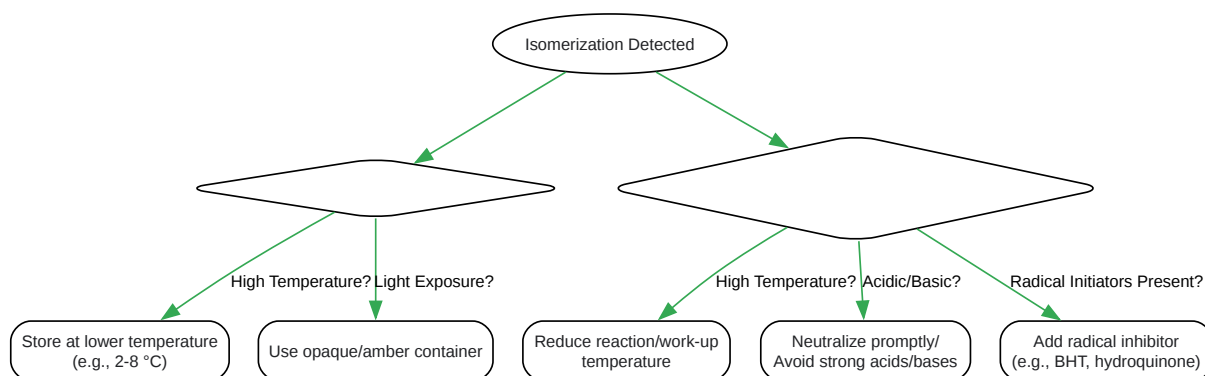 Isomerization Detected
High Temperature?
Light Exposure?
High Temperature?
Acidic/Basic?
Radical Initiators Present?
Store at lower temperature
(e.g., 2-8 °C)
Use opaque/amber container
Reduce reaction/work-up
temperature
Neutralize promptly/
Avoid strong acids/bases
Add radical inhibitor
(e.g., BHT, hydroquinone)